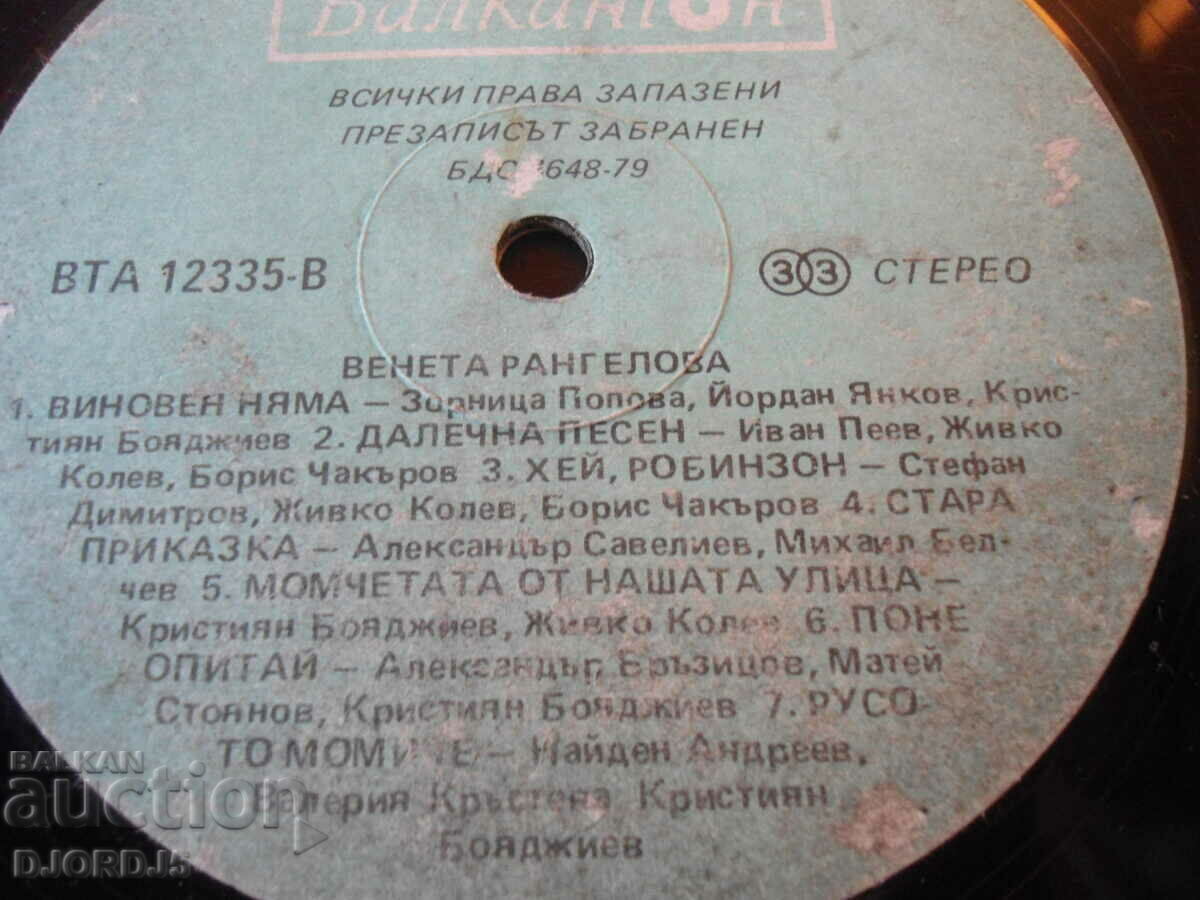 Балкантон
ВСИЧКИ ПРАВА ЗАПАЗЕНИ
ПРЕЗАПИСЪТ ЗАБРАНЕН
БДС 3648-79
ВТА 12335-В
33 СТЕРЕО
ВЕНЕТА РАНГЕЛОВА
1. ВИНОВЕН НЯМА – Зорница Попова, Йордан Янков, Крис-
тиян Бояджиев 2. ДАЛЕЧНА ПЕСЕН – Иван Пеев, Живко
Колев, Борис Чакъров 3. ХЕЙ, РОБИНЗОН – Стефан
Димитров, Живко Колев, Борис Чакъров 4. СТАРА
ПРИКАЗКА – Александър Савелиев, Михаил Бел-
чев 5. МОМЧЕТАТА ОТ НАШАТА УЛИЦА –
Кристиян Бояджиев, Живко Колев 6. ПОНЕ
ОПИТАЙ – Александър Бръзицов, Матей
Стоянов, Кристиян Бояджиев 7. РУСО-
ТО МОМИЧЕ – Найден Андреев,
Валерия Кръстева, Кристиян
Бояджиев
BALKAN
auction
DJORDJ5